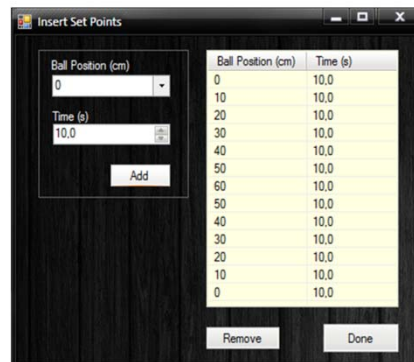 Insert Set Points
Ball Position (cm)
0
Time (s)
10,0
Add
Ball Position (cm) Time (s)
0 10,0
10 10,0
20 10,0
30 10,0
40 10,0
50 10,0
60 10,0
50 10,0
40 10,0
30 10,0
20 10,0
10 10,0
0 10,0
Remove Done